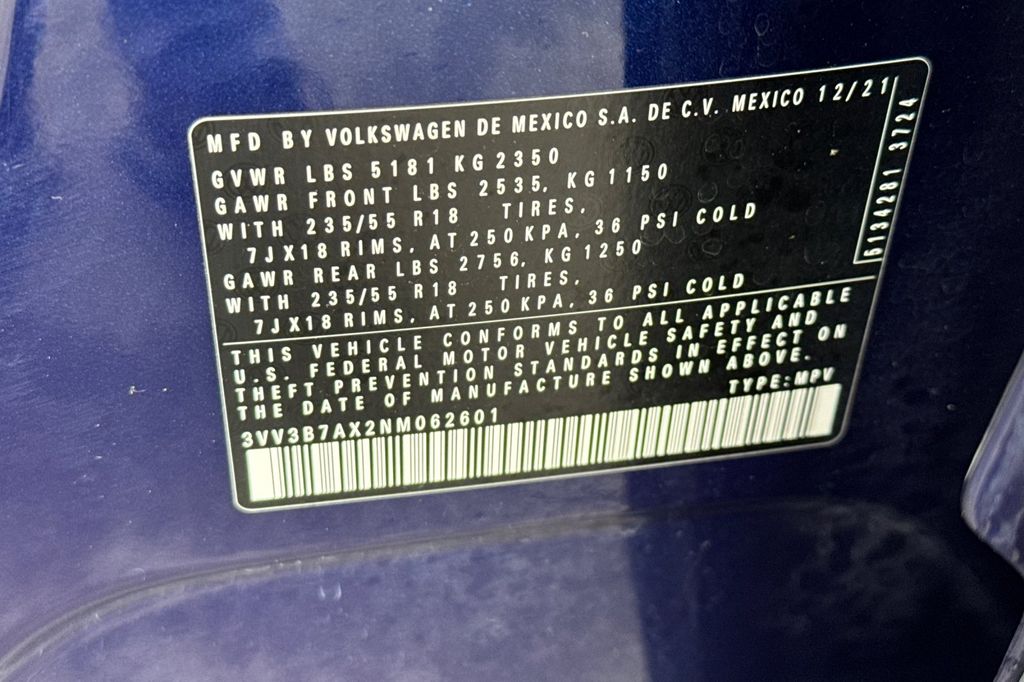 MFD BY VOLKSWAGEN DE MEXICO S.A. DE C.V. MEXICO 12/21
GVWR LBS 5181 KG 2350
GAWR FRONT LBS 2535, KG 1150
WITH 235/55 R18 TIRES,
7JX18 RIMS, AT 250 KPA, 36 PSI COLD
GAWR REAR LBS 2756, KG 1250
WITH 235/55 R18 TIRES,
7JX18 RIMS, AT 250 KPA, 36 PSI COLD
5134281 3724
THIS VEHICLE CONFORMS TO ALL APPLICABLE
U.S. FEDERAL MOTOR VEHICLE SAFETY AND
THEFT PREVENTION STANDARDS IN EFFECT ON
THE DATE OF MANUFACTURE SHOWN ABOVE.
3VV3B7AX2NM062601 TYPE: MPV